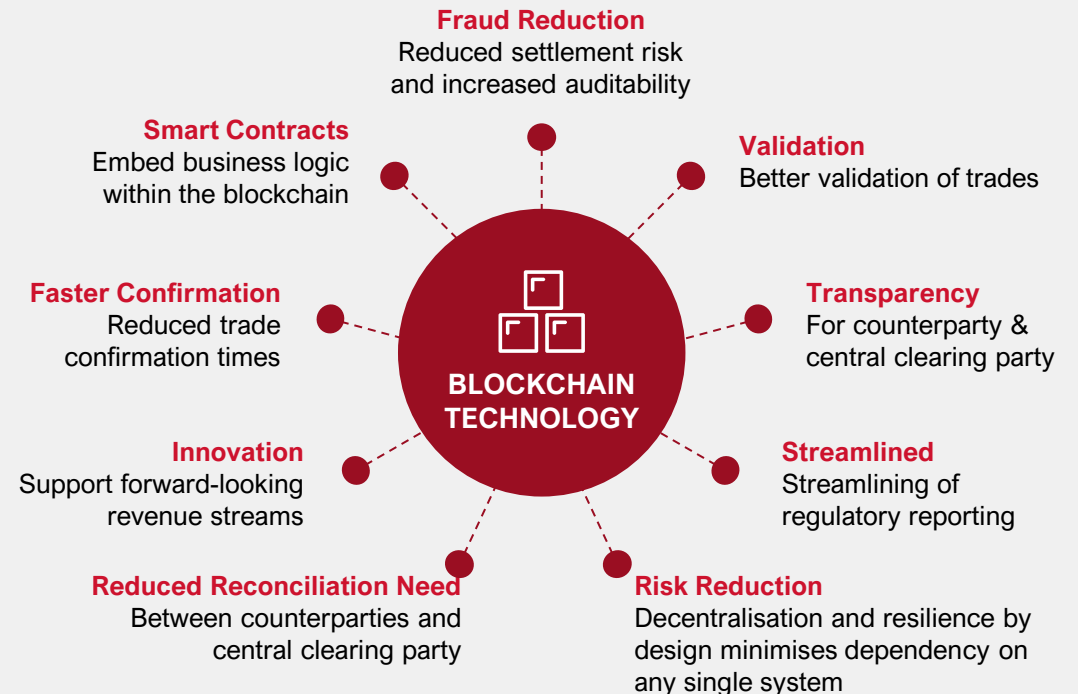 Fraud Reduction
Reduced settlement risk
and increased auditability
Smart Contracts
Embed business logic
within the blockchain
Validation
Better validation of trades
Faster Confirmation
Reduced trade
confirmation times
Transparency
For counterparty &
central clearing party
BLOCKCHAIN
TECHNOLOGY
Innovation
Support forward-looking
revenue streams
Streamlined
Streamlining of
regulatory reporting
Reduced Reconciliation Need
Between counterparties and
central clearing party
Risk Reduction
Decentralisation and resilience by
design minimises dependency on
any single system